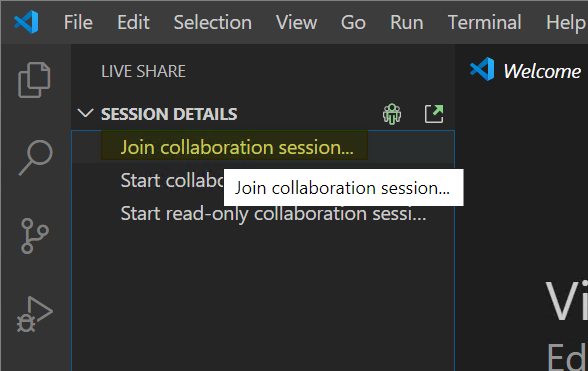 File Edit Selection View Go Run Terminal Help
LIVE SHARE
Welcome
SESSION DETAILS
Join collaboration session...
Start collabo
Join collaboration session...
Start read-only collaboration sessi...
Vi
Ed